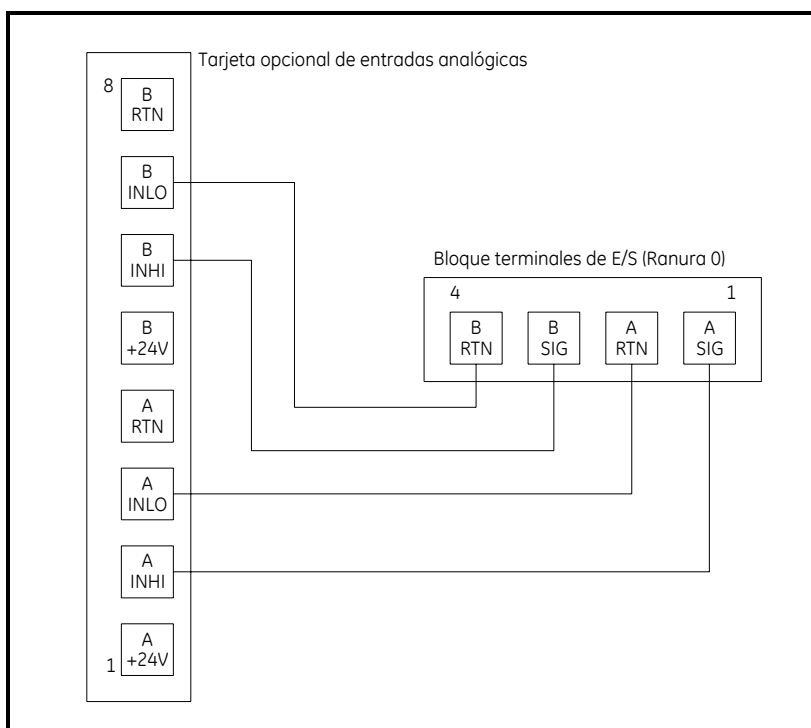 Tarjeta opcional de entradas analógicas
8
B
RTN
B
INLO
B
INHI
B
+24V
A
RTN
A
INLO
A
INHI
A
+24V
1
Bloque terminales de E/S (Ranura 0)
4
1
B
RTN
B
SIG
A
RTN
A
SIG